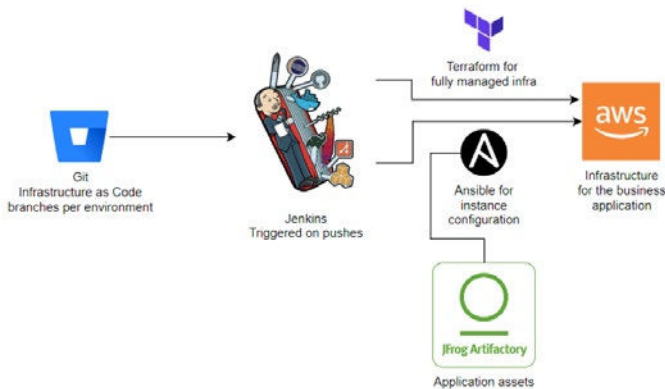 Terraform for
fully managed infra
aws
Git
Infrastructure as Code
branches per environment
Jenkins
Triggered on pushes
Ansible for
instance
configuration
Infrastructure
for the business
application
JFrog Artifactory
Application assets